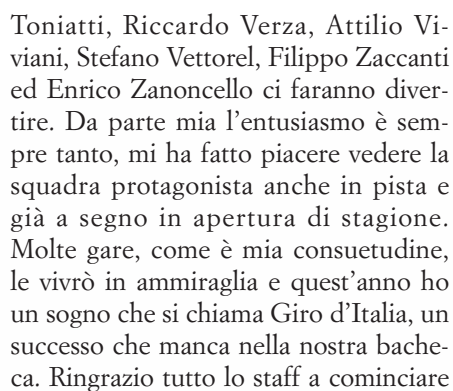 Toniatti, Riccardo Verza, Attilio Vi-
viani, Stefano Vettorel, Filippo Zaccanti
ed Enrico Zanoncello ci faranno diver-
tire. Da parte mia l'entusiasmo è sem-
pre tanto, mi ha fatto piacere vedere la
squadra protagonista anche in pista e
già a segno in apertura di stagione.
Molte gare, come è mia consuetudine,
le vivrò in ammiraglia e quest'anno ho
un sogno che si chiama Giro d'Italia, un
successo che manca nella nostra bache-
ca. Ringrazio tutto lo staff a cominciare